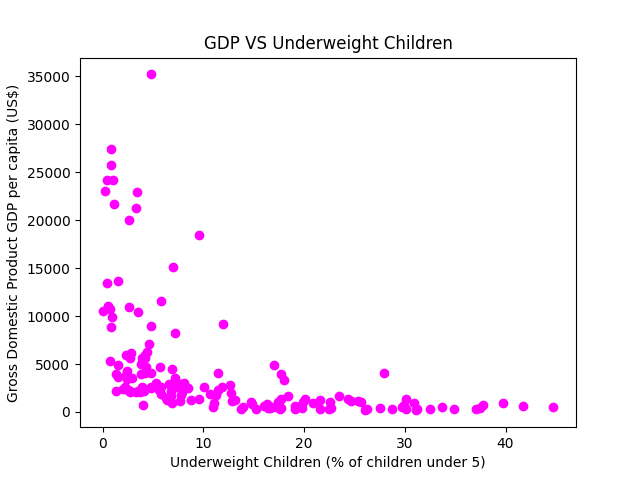 GDP VS Underweight Children
Gross Domestic Product GDP per capita (US$)
35000
30000
25000
20000
15000
10000
5000
0
0 10 20 30 40
Underweight Children (% of children under 5)